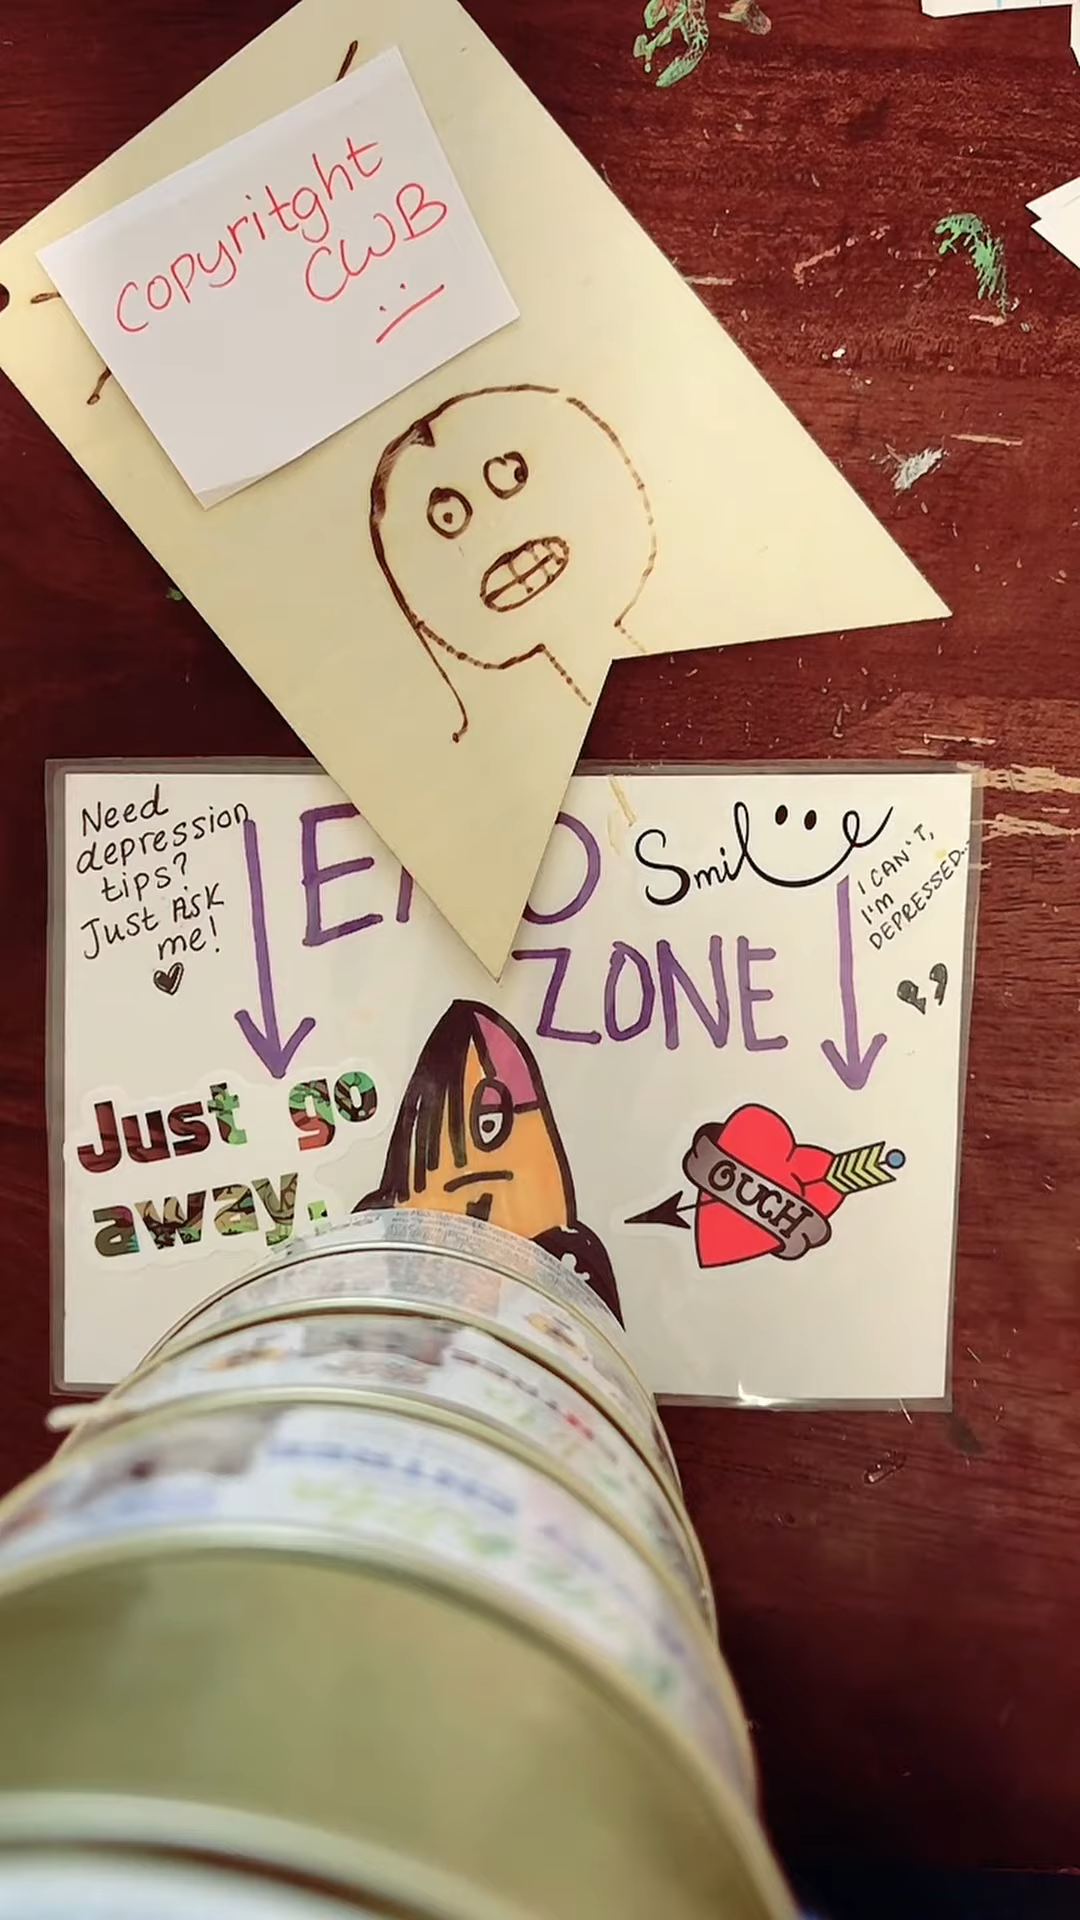 copyritght
CWB
Need
depression
tips?
Just Ask
me!
Smile
I CAN'T,
I'M
DEPRESSED...
ZONE
Just go
away.
OUCH